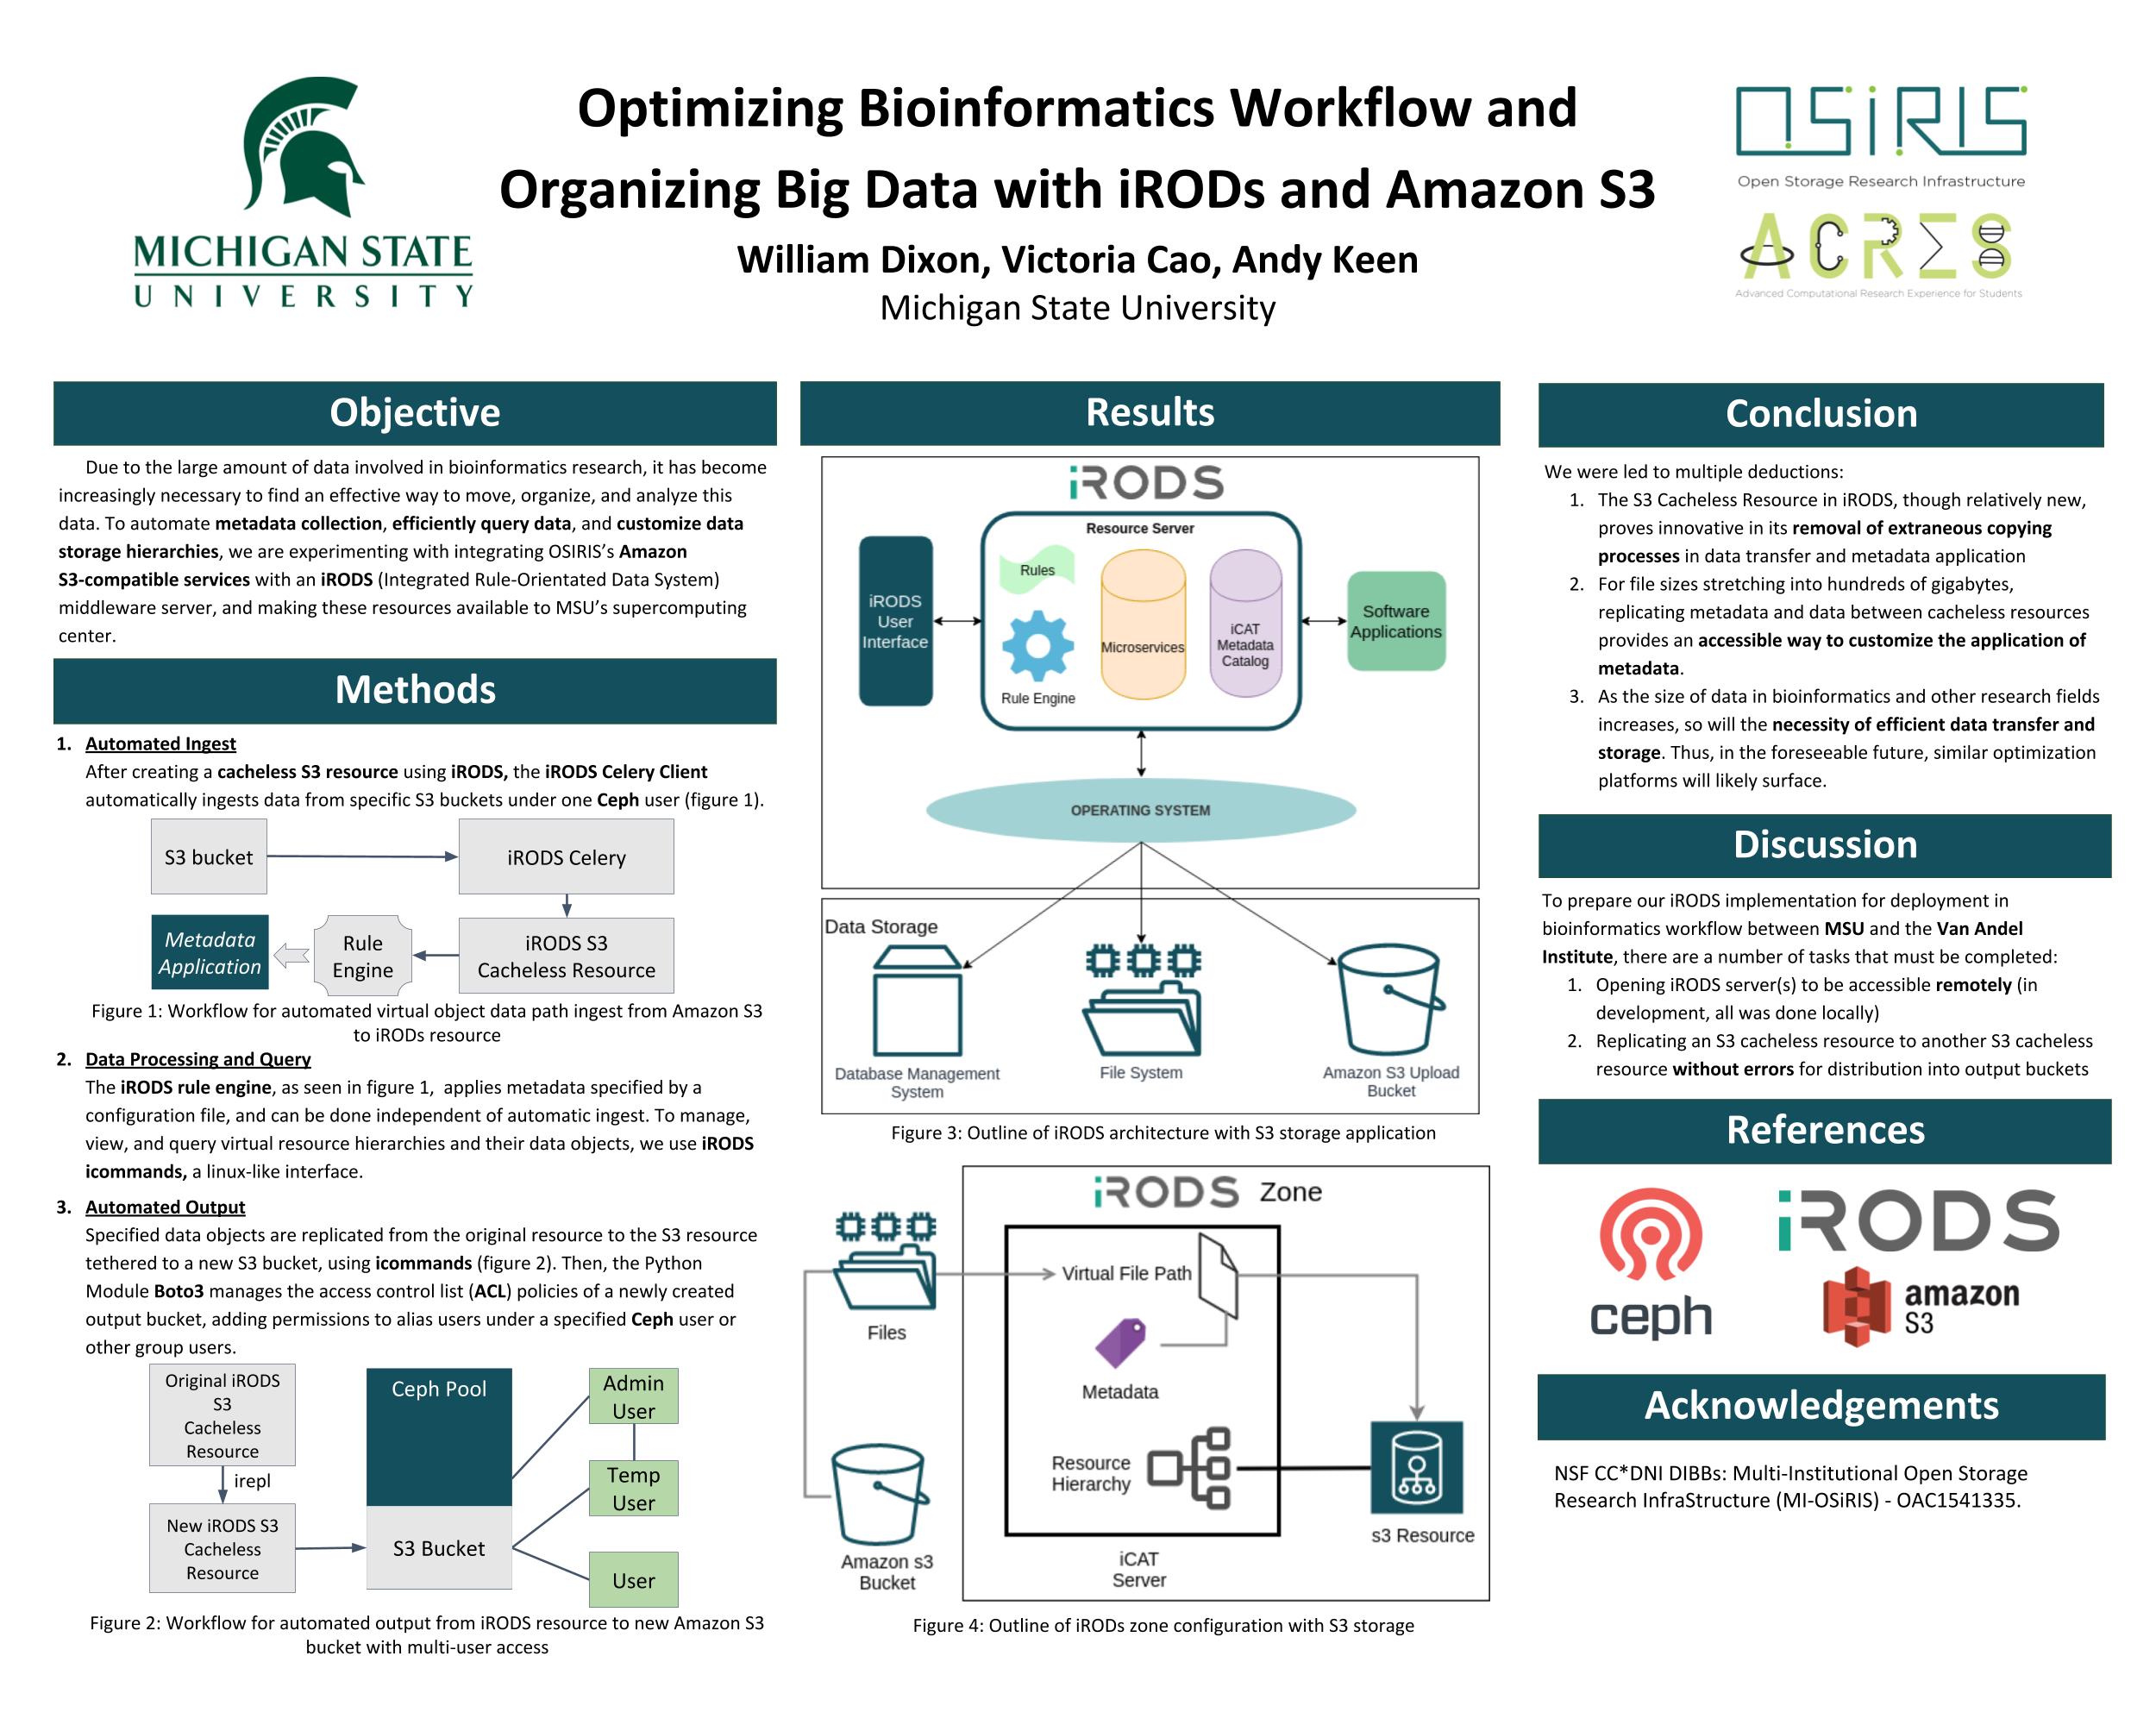 MICHIGAN STATE
UNIVERSITY
Optimizing Bioinformatics Workflow and
Organizing Big Data with iRODs and Amazon S3
William Dixon, Victoria Cao, Andy Keen
Michigan State University
OSiRIS
Open Storage Research Infrastructure
ACRES
Advanced Computational Research Experience for Students
Objective
Due to the large amount of data involved in bioinformatics research, it has become
increasingly necessary to find an effective way to move, organize, and analyze this
data. To automate metadata collection, efficiently query data, and customize data
storage hierarchies, we are experimenting with integrating OSIRIS's Amazon
S3-compatible services with an iRODS (Integrated Rule-Orientated Data System)
middleware server, and making these resources available to MSU's supercomputing
center.
Methods
1. Automated Ingest
After creating a cacheless S3 resource using iRODS, the iRODS Celery Client
automatically ingests data from specific S3 buckets under one Ceph user (figure 1).
S3 bucket
iRODS Celery
Metadata
Application
Rule
Engine
iRODS S3
Cacheless Resource
Figure 1: Workflow for automated virtual object data path ingest from Amazon S3
to iRODs resource
2. Data Processing and Query
The iRODS rule engine, as seen in figure 1, applies metadata specified by a
configuration file, and can be done independent of automatic ingest. To manage,
view, and query virtual resource hierarchies and their data objects, we use iRODS
icommands, a linux-like interface.
3. Automated Output
Specified data objects are replicated from the original resource to the S3 resource
tethered to a new S3 bucket, using icommands (figure 2). Then, the Python
Module Boto3 manages the access control list (ACL) policies of a newly created
output bucket, adding permissions to alias users under a specified Ceph user or
other group users.
Original iRODS
S3
Cacheless
Resource
irepl
New iRODS S3
Cacheless
Resource
Ceph Pool
S3 Bucket
Admin
User
Temp
User
User
Figure 2: Workflow for automated output from iRODS resource to new Amazon S3
bucket with multi-user access
Results
iRODS
Resource Server
iRODS
User
Interface
Rules
Rule Engine
Microservices
iCAT
Metadata
Catalog
Software
Applications
OPERATING SYSTEM
Data Storage
Database Management
System
File System
Amazon S3 Upload
Bucket
Figure 3: Outline of iRODS architecture with S3 storage application
iRODS Zone
Files
Virtual File Path
Metadata
Resource
Hierarchy
s3 Resource
Amazon s3
Bucket
iCAT
Server
Figure 4: Outline of iRODs zone configuration with S3 storage
Conclusion
We were led to multiple deductions:
1. The S3 Cacheless Resource in iRODS, though relatively new,
proves innovative in its removal of extraneous copying
processes in data transfer and metadata application
2. For file sizes stretching into hundreds of gigabytes,
replicating metadata and data between cacheless resources
provides an accessible way to customize the application of
metadata.
3. As the size of data in bioinformatics and other research fields
increases, so will the necessity of efficient data transfer and
storage. Thus, in the foreseeable future, similar optimization
platforms will likely surface.
Discussion
To prepare our iRODS implementation for deployment in
bioinformatics workflow between MSU and the Van Andel
Institute, there are a number of tasks that must be completed:
1. Opening iRODS server(s) to be accessible remotely (in
development, all was done locally)
2. Replicating an S3 cacheless resource to another S3 cacheless
resource without errors for distribution into output buckets
References
ceph
iRODS
amazon
S3
Acknowledgements
NSF CC*DNI DIBBs: Multi-Institutional Open Storage
Research InfraStructure (MI-OSiRIS) - OAC1541335.